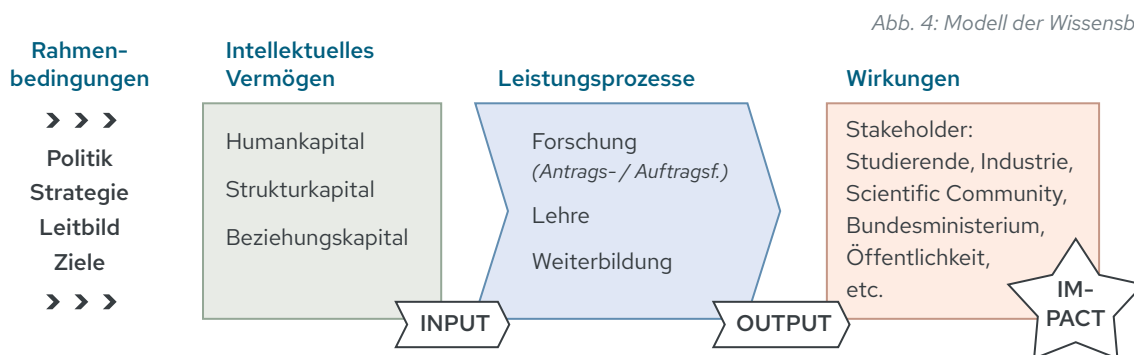 Abb. 4: Modell der
Rahmen-
bedingungen
Politik
Strategie
Leitbild
Ziele
Intellektuelles
Vermögen
Humankapital
Strukturkapital
Beziehungskapital
INPUT
Leistungsprozesse
Forschung
(Antrags- / Auftragsf.)
Lehre
Weiterbildung
OUTPUT
Wirkungen
Stakeholder:
Studierende, Industrie,
Scientific Community,
Bundesministerium,
Öffentlichkeit,
etc.
IM-
PACT